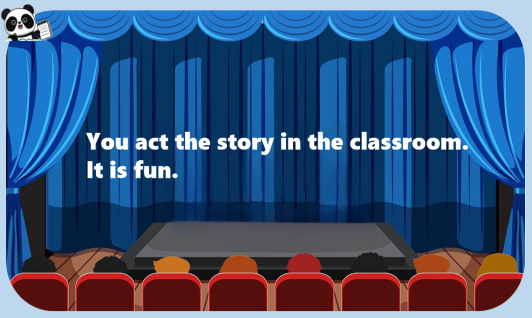 You act the story in the classroom.
It is fun.